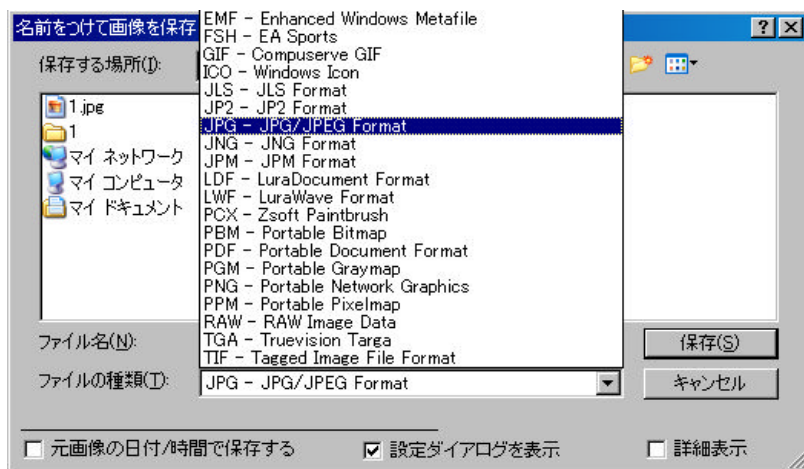 名前をつけて画像を保存
保存する場所(I):
1.jpg
1
マイ ネットワーク
マイ コンピュータ
マイ ドキュメント
EMF - Enhanced Windows Metafile
FSH - EA Sports
GIF - Compuserve GIF
ICO - Windows Icon
JLS - JLS Format
JP2 - JP2 Format
JPG - JPG/JPEG Format
JNG - JNG Format
JPM - JPM Format
LDF - LuraDocument Format
LWF - LuraWave Format
PCX - Zsoft Paintbrush
PBM - Portable Bitmap
PDF - Portable Document Format
PGM - Portable Graymap
PNG - Portable Network Graphics
PPM - Portable Pixelmap
RAW - RAW Image Data
TGA - Truevision Targa
TIF - Tagged Image File Format
ファイル名(N):
保存(S)
ファイルの種類(T):
JPG - JPG/JPEG Format
キャンセル
元画像の日付/時間で保存する
設定ダイアログを表示
詳細表示